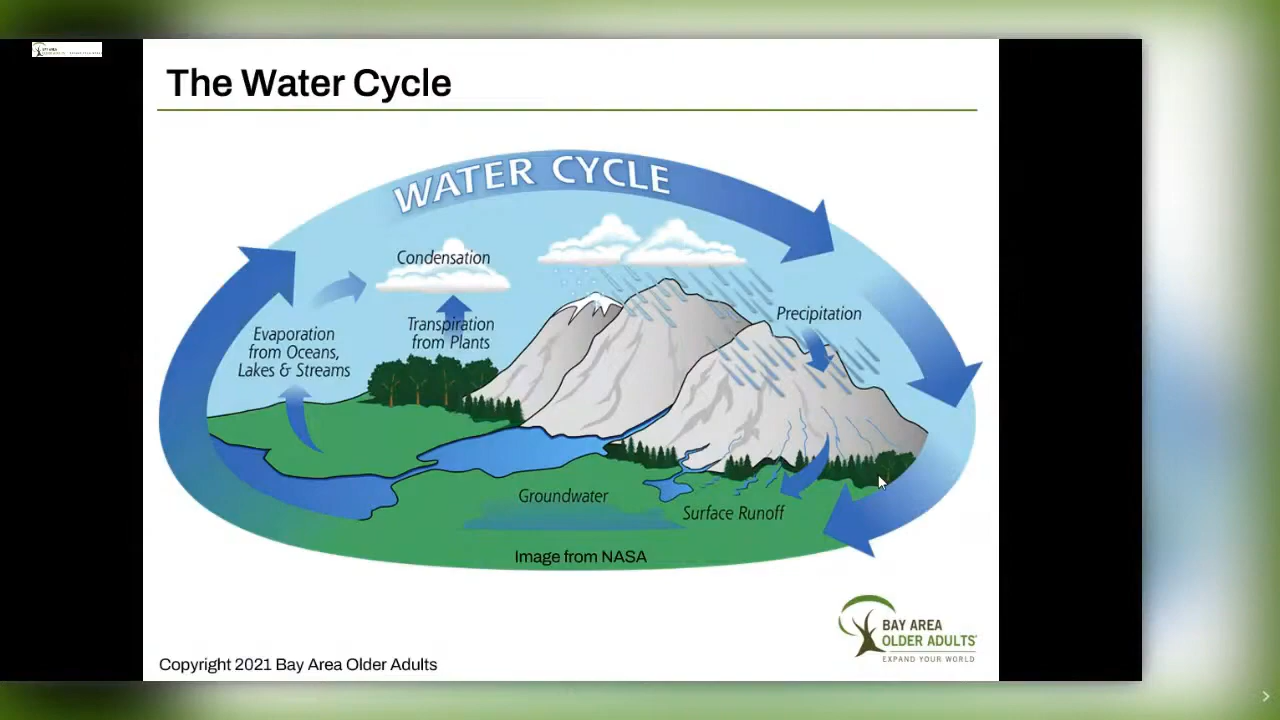 The Water Cycle
WATER CYCLE
Condensation
Precipitation
Transpiration
from Plants
Evaporation
from Oceans,
Lakes & Streams
Groundwater
Surface Runoff
Image from NASA
BAY AREA
OLDER ADULTS
EXPAND YOUR WORLD
Copyright 2021 Bay Area Older Adults